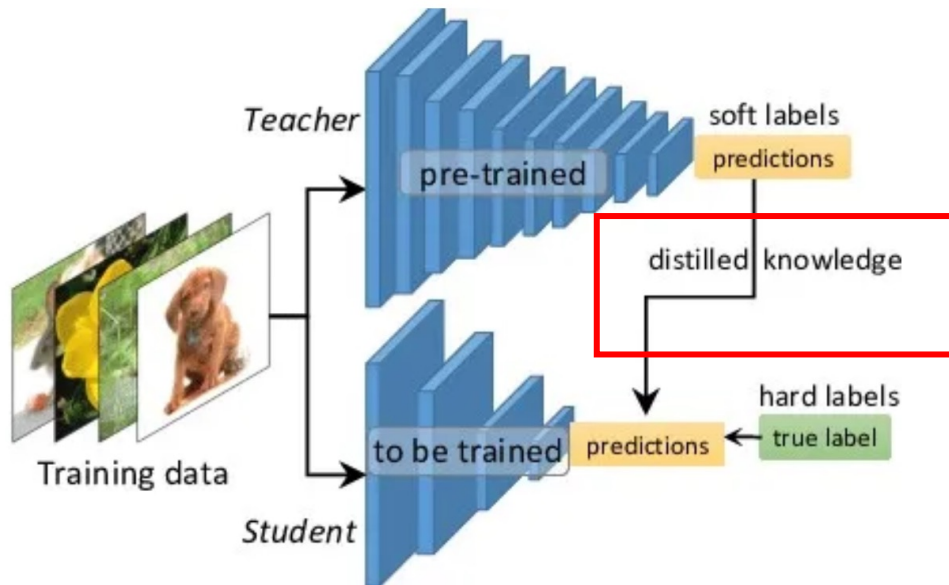 Teacher
pre-trained
soft labels
predictions
distilled knowledge
Training data
Student
to be trained
predictions
hard labels
true label